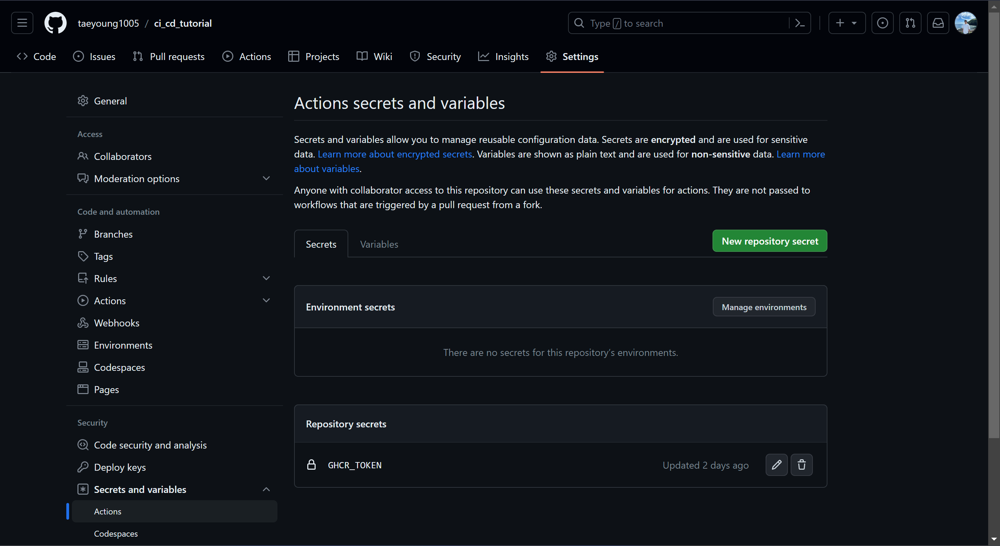 taeyoung1005 / ci_cd_tutorial
Type / to search
Code Issues Pull requests Actions Projects Wiki Security Insights Settings
General
Access
Collaborators
Moderation options
Code and automation
Branches
Tags
Rules
Actions
Webhooks
Environments
Codespaces
Pages
Security
Code security and analysis
Deploy keys
Secrets and variables
Actions
Codespaces
Actions secrets and variables
Secrets and variables allow you to manage reusable configuration data. Secrets are encrypted and are used for sensitive
data. Learn more about encrypted secrets. Variables are shown as plain text and are used for non-sensitive data. Learn more
about variables.
Anyone with collaborator access to this repository can use these secrets and variables for actions. They are not passed to
workflows that are triggered by a pull request from a fork.
Secrets Variables New repository secret
Environment secrets Manage environments
There are no secrets for this repository’s environments.
Repository secrets
GHCR_TOKEN Updated 2 days ago